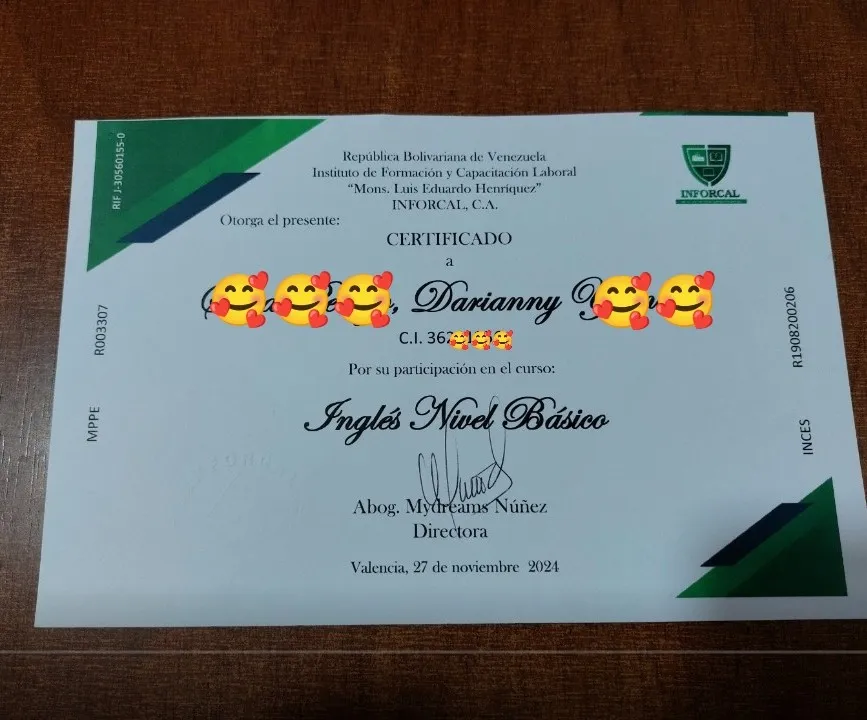 RIF J-30560155-0
República Bolivariana de Venezuela
Instituto de Formación y Capacitación Laboral
“Mons. Luis Eduardo Henríquez”
INFORCAL, C.A.
INFORCAL
Otorga el presente:
CERTIFICADO
a
Darianny
C.I. 362
Por su participación en el curso:
Inglés Nivel Básico
Abog. Mydreams Núñez
Directora
Valencia, 27 de noviembre 2024
MPPE R003307
INCES R1908200206